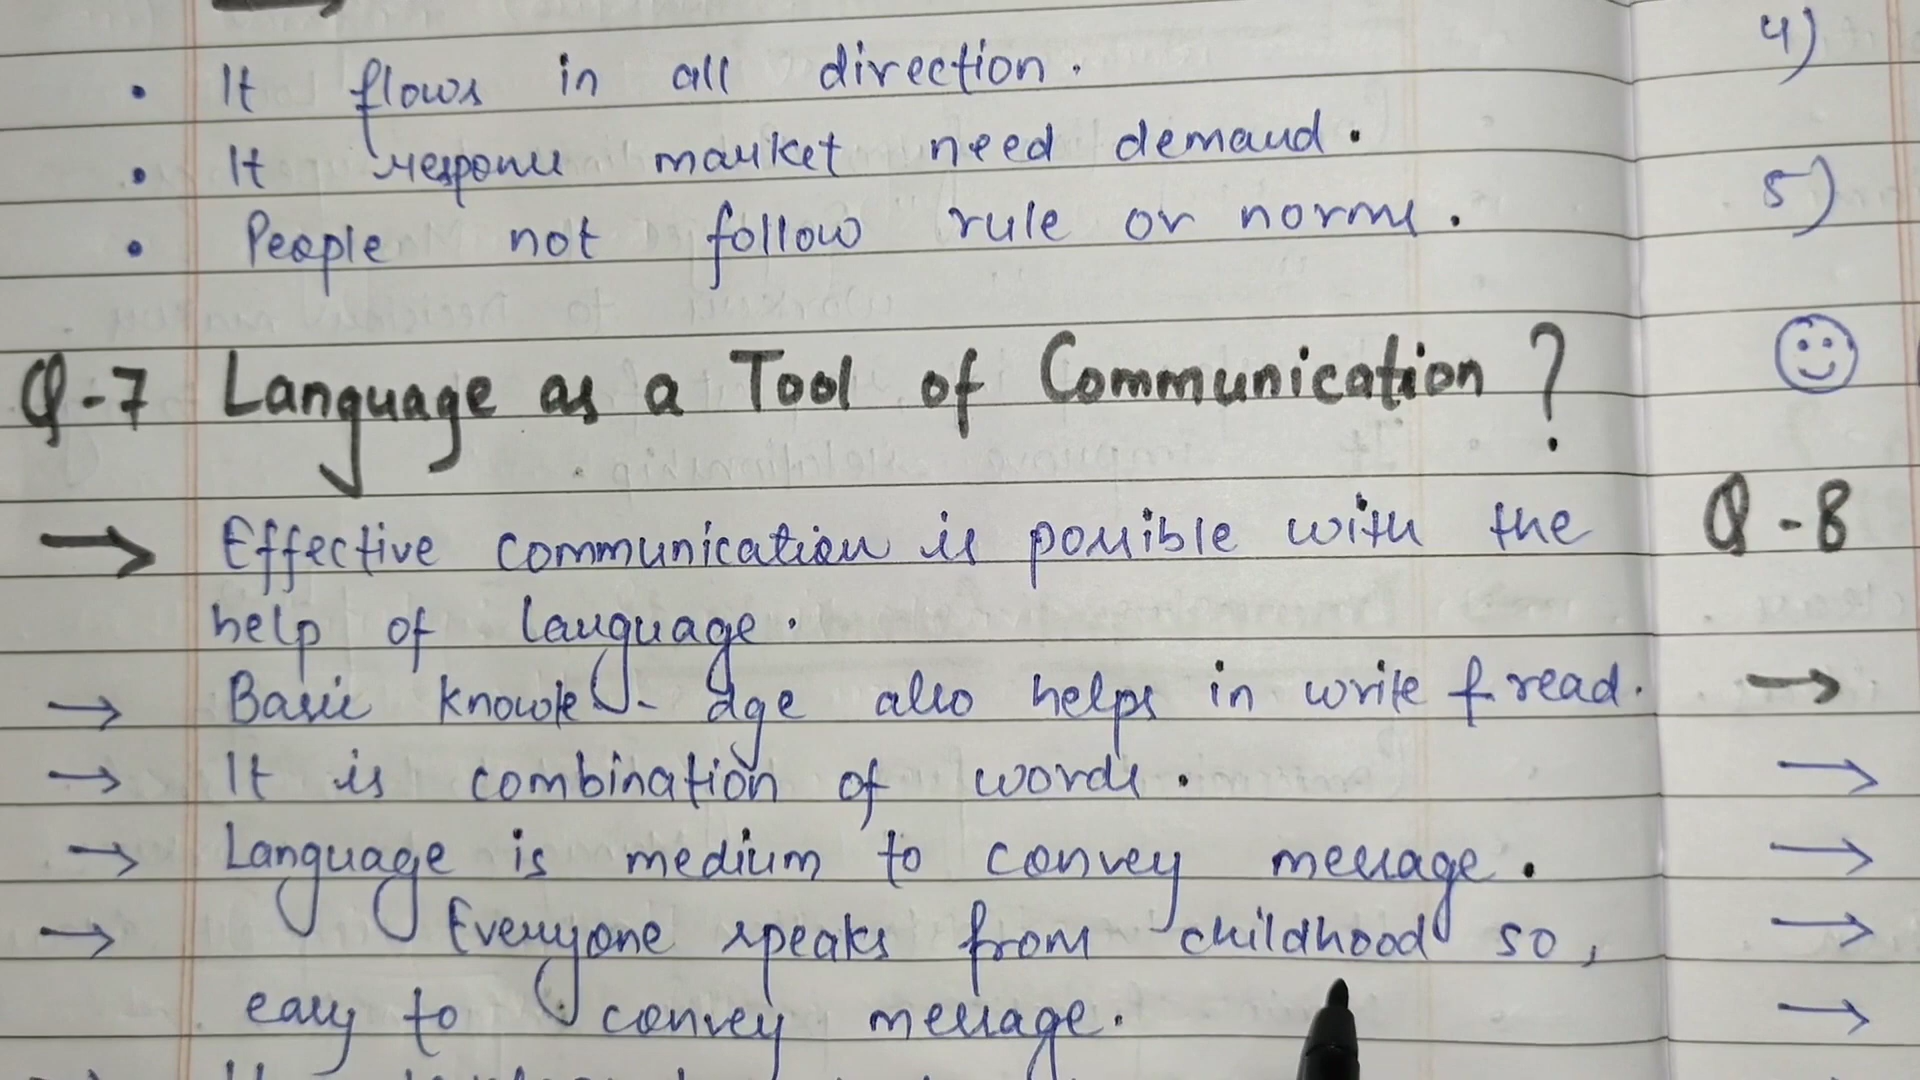 • It flows in all direction.
• It response market need demand.
• People not follow rule or norms.
Q-7 Language as a Tool of Communication ?
→ Effective communication is possible with the
help of language.
→ Basic knowle - dge also helps in write & read.
→ It is combination of words.
→ Language is medium to convey message.
→ Everyone speaks from childhood so,
easy to convey message.
4)
5)
Q-8
→
→
→
→
→